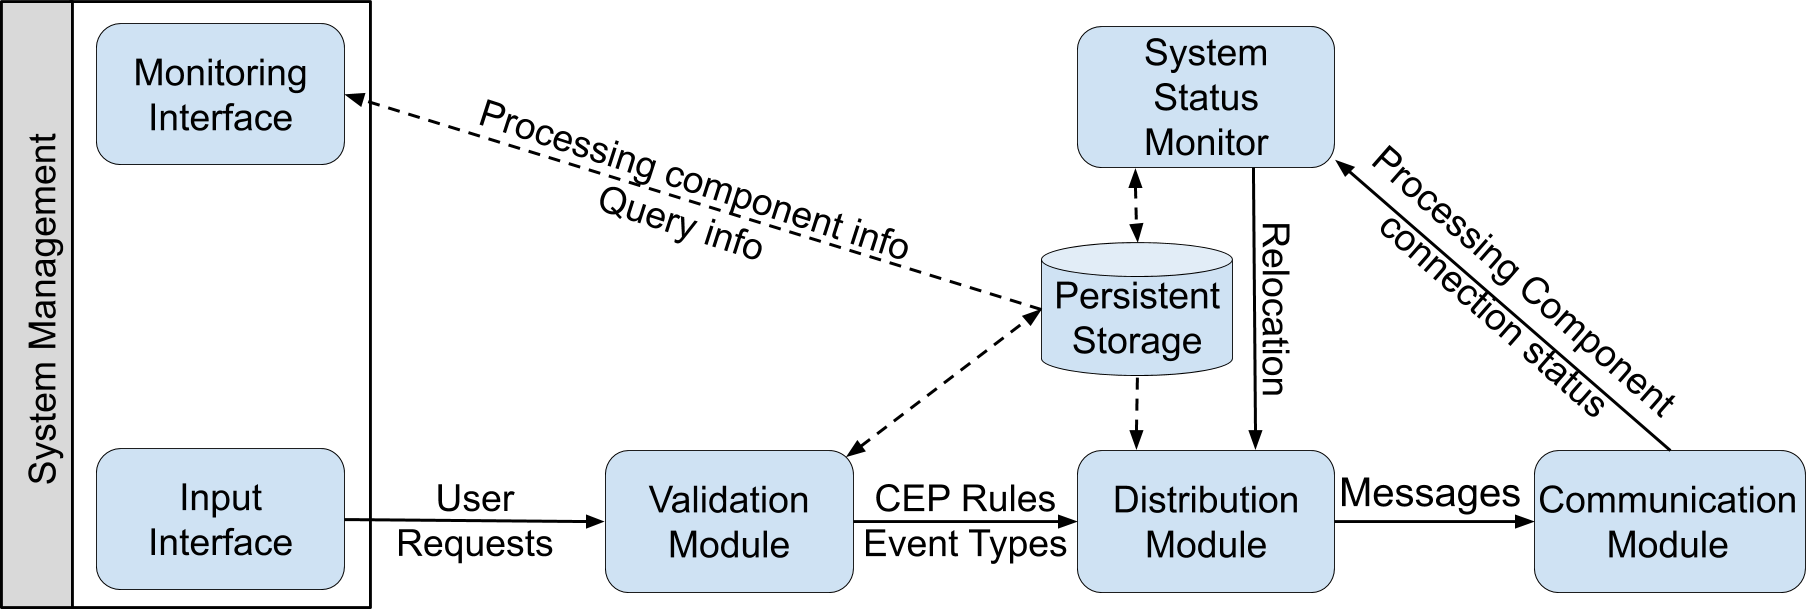 System Management
Monitoring
Interface
Input
Interface
Processing component info
Query info
User
Requests
Validation
Module
CEP Rules
Event Types
System
Status
Monitor
Persistent
Storage
Relocation
Distribution
Module
Messages
Processing Component
connection status
Communication
Module